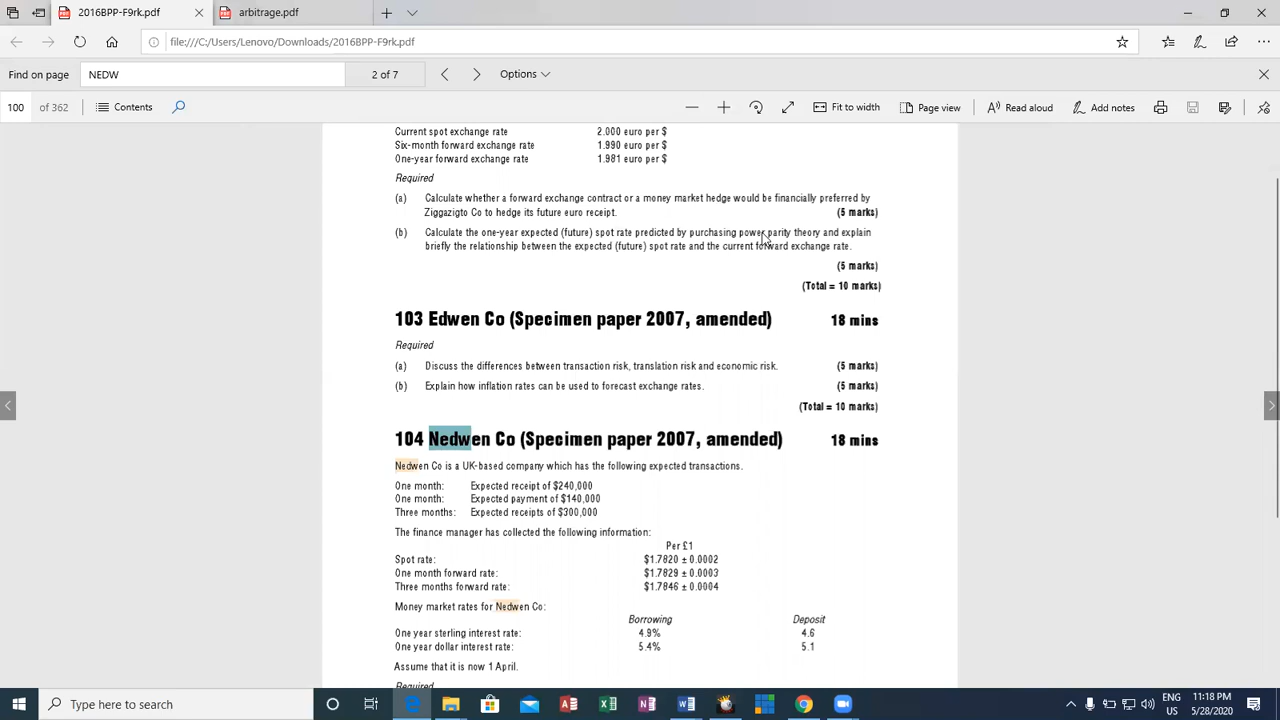 2016BPP-F9rk.pdf
arbitrage.pdf
file:///C:/Users/Lenovo/Downloads/2016BPP-F9rk.pdf
Find on page NEDW 2 of 7 Options
100 of 362 Contents Fit to width Page view Read aloud Add notes
Current spot exchange rate 2.000 euro per $
Six-month forward exchange rate 1.990 euro per $
One-year forward exchange rate 1.981 euro per $
Required
(a) Calculate whether a forward exchange contract or a money market hedge would be financially preferred by
Ziggazigto Co to hedge its future euro receipt. (5 marks)
(b) Calculate the one-year expected (future) spot rate predicted by purchasing power parity theory and explain
briefly the relationship between the expected (future) spot rate and the current forward exchange rate.
(5 marks)
(Total = 10 marks)
103 Edwen Co (Specimen paper 2007, amended) 18 mins
Required
(a) Discuss the differences between transaction risk, translation risk and economic risk. (5 marks)
(b) Explain how inflation rates can be used to forecast exchange rates. (5 marks)
(Total = 10 marks)
104 Nedwen Co (Specimen paper 2007, amended) 18 mins
Nedwen Co is a UK-based company which has the following expected transactions.
One month: Expected receipt of $240,000
One month: Expected payment of $140,000
Three months: Expected receipts of $300,000
The finance manager has collected the following information:
Per £1
Spot rate: $1.7820 ± 0.0002
One month forward rate: $1.7829 ± 0.0003
Three months forward rate: $1.7846 ± 0.0004
Money market rates for Nedwen Co:
Borrowing Deposit
One year sterling interest rate: 4.9% 4.6
One year dollar interest rate: 5.4% 5.1
Assume that it is now 1 April.
Required
Type here to search
ENG 11:18 PM
US 5/28/2020